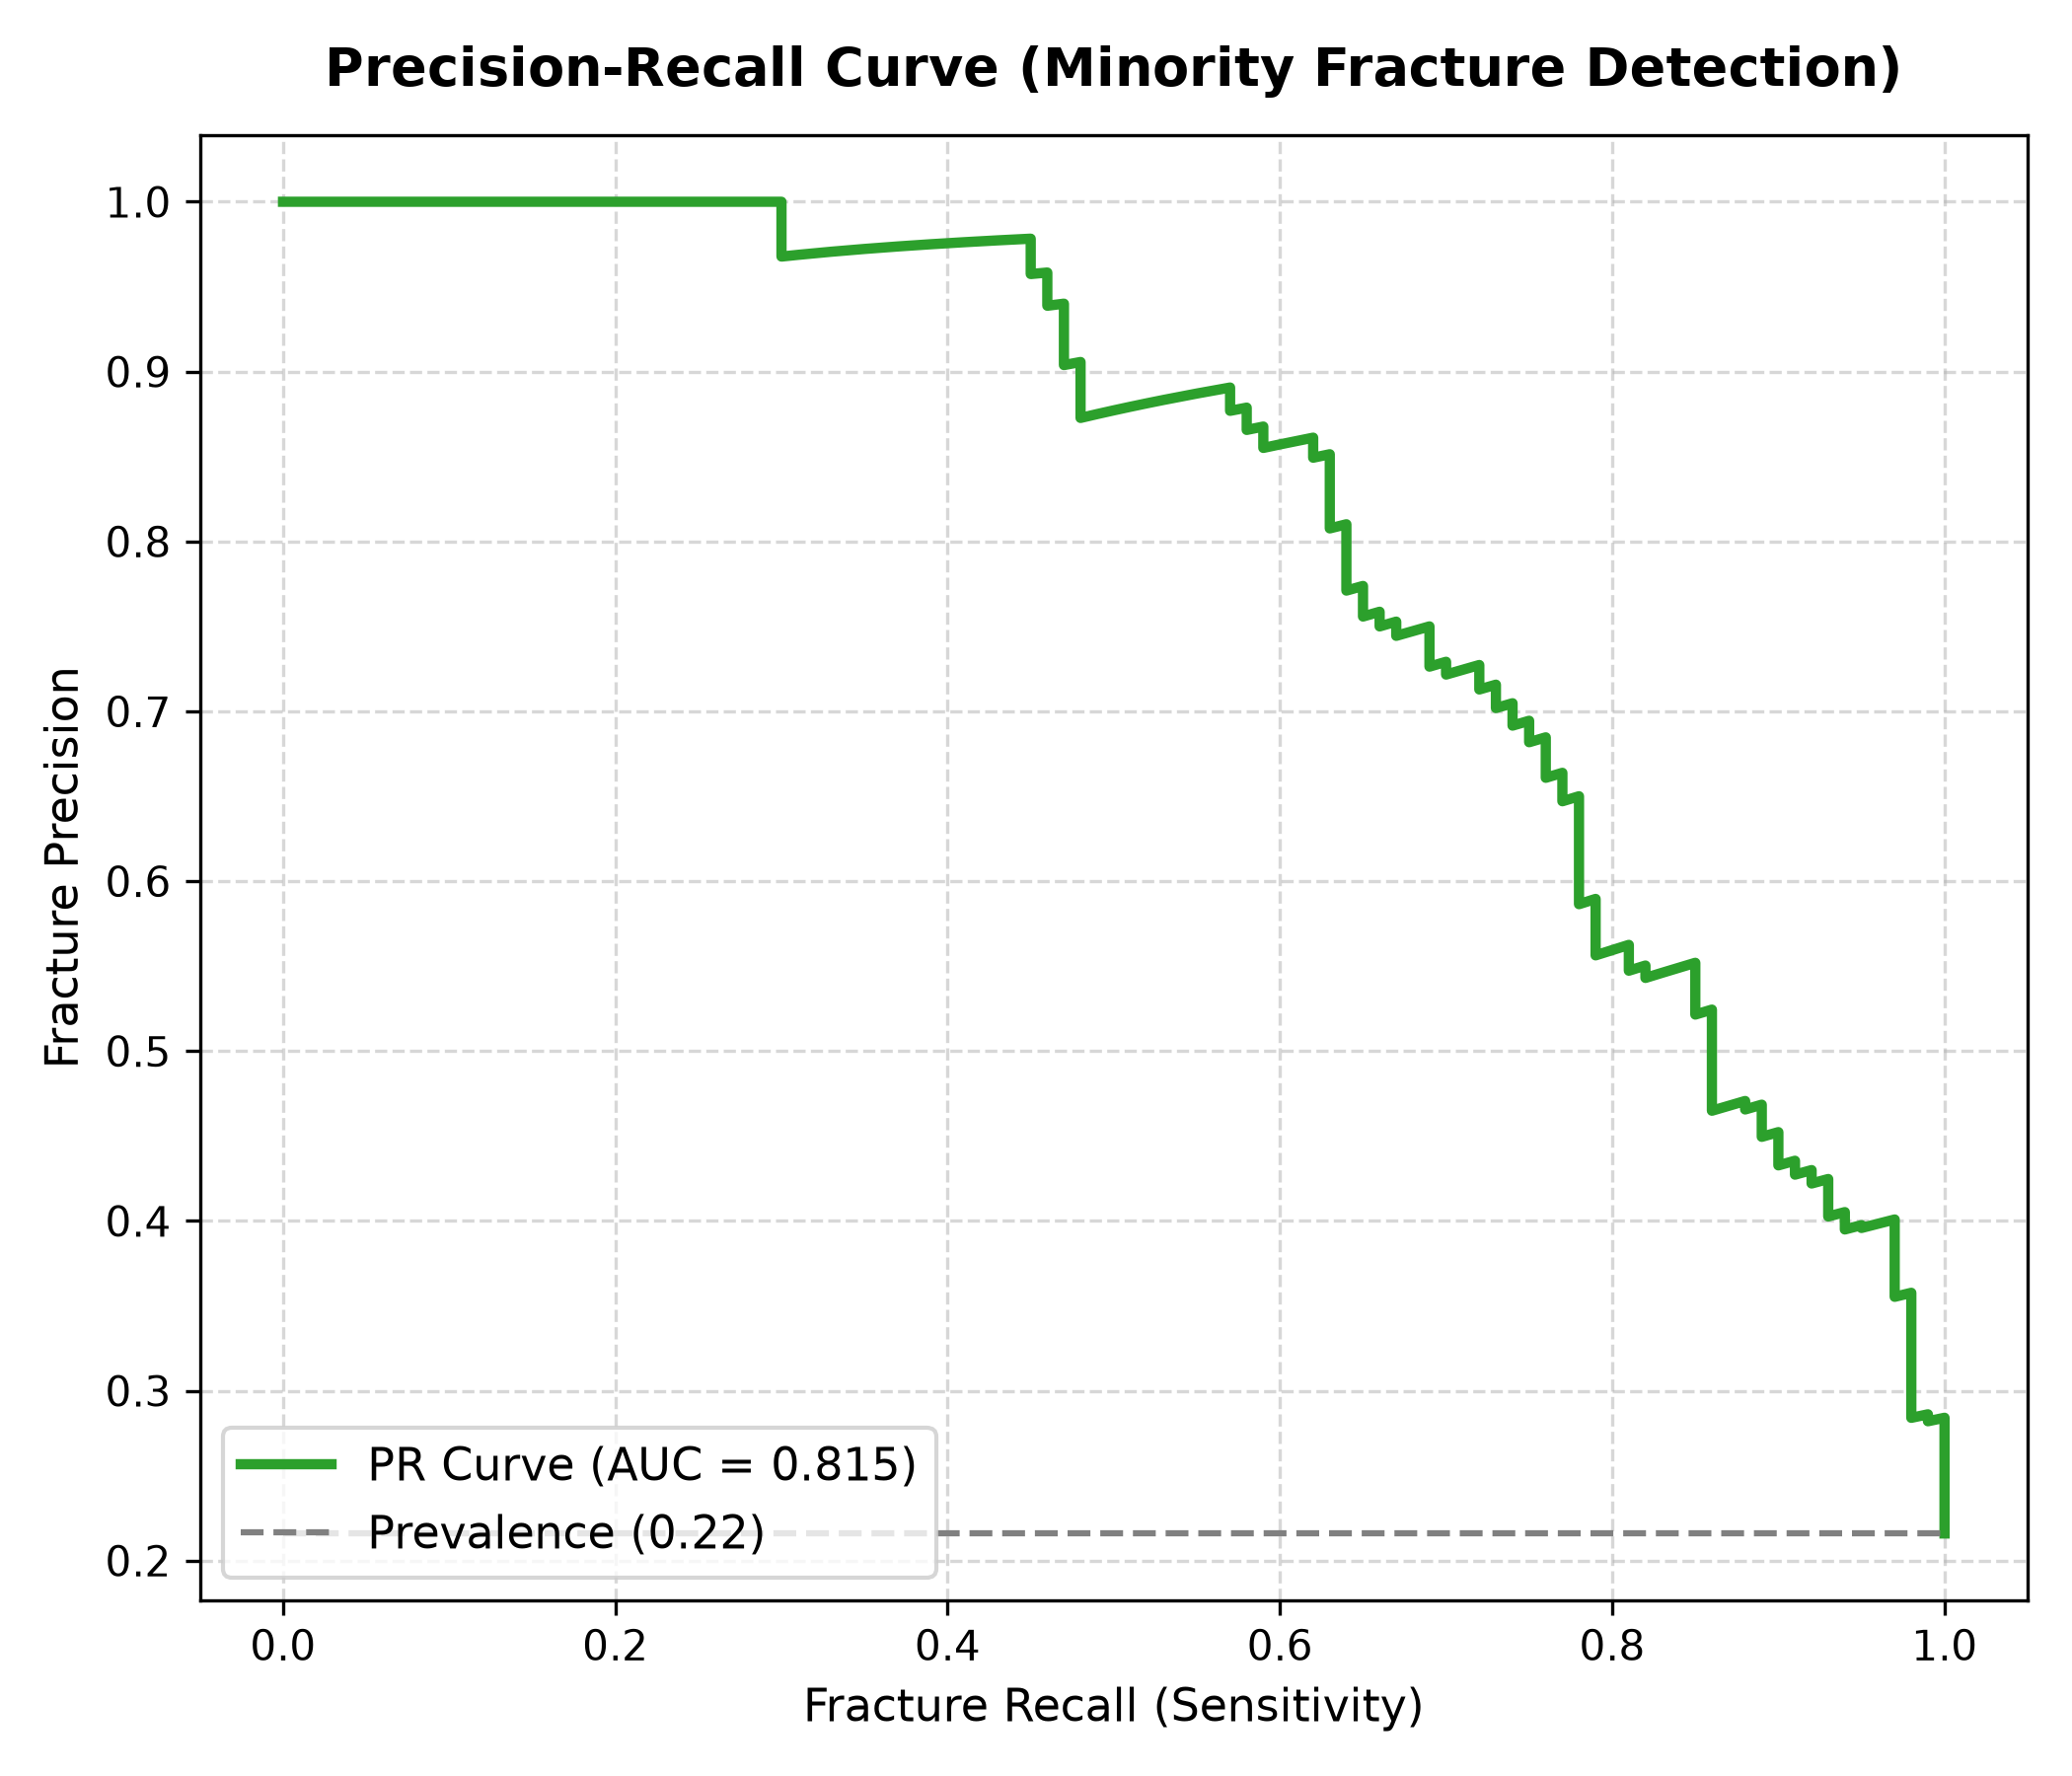 Precision-Recall Curve (Minority Fracture Detection)
Fracture Precision
1.0
0.9
0.8
0.7
0.6
0.5
0.4
0.3
0.2
PR Curve (AUC = 0.815)
Prevalence (0.22)
0.0 0.2 0.4 0.6 0.8 1.0
Fracture Recall (Sensitivity)